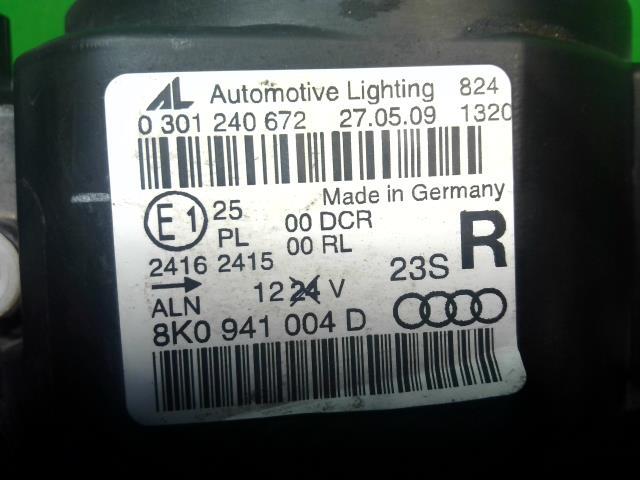 AL Automotive Lighting 824
0 301 240 672 27.05.09 1320
Made in Germany
E1 25 00 DCR
PL 00 RL
2416 2415 23S R
ALN 12 24 V
8K0 941 004 D